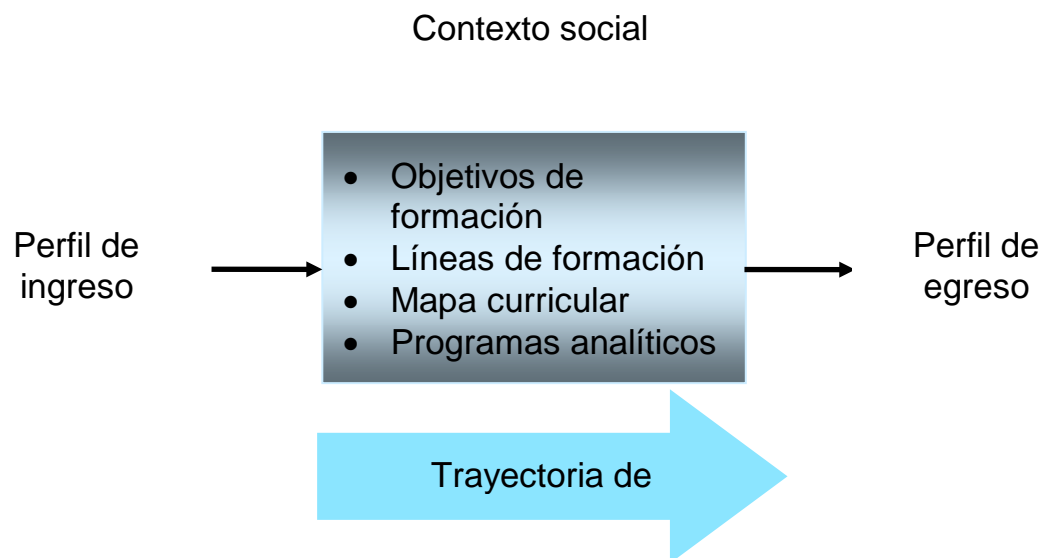 Contexto social
Perfil de
ingreso
• Objetivos de
formación
• Líneas de formación
• Mapa curricular
• Programas analíticos
Perfil de
egreso
Trayectoria de